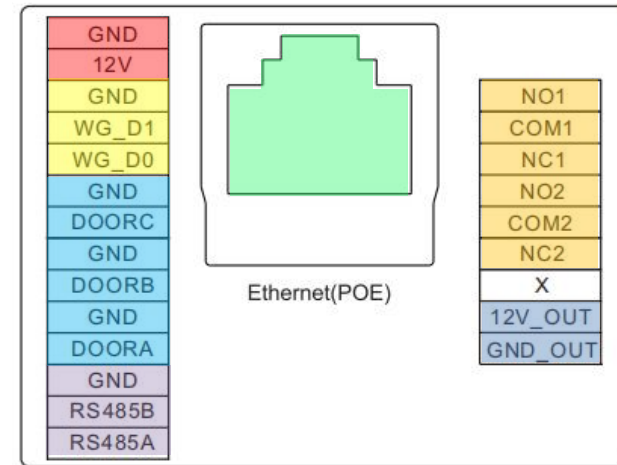 GND
12V
GND
WG_D1
WG_D0
GND
DOORC
GND
DOORB
GND
DOORA
GND
RS485B
RS485A
Ethernet(POE)
NO1
COM1
NC1
NO2
COM2
NC2
X
12V_OUT
GND_OUT